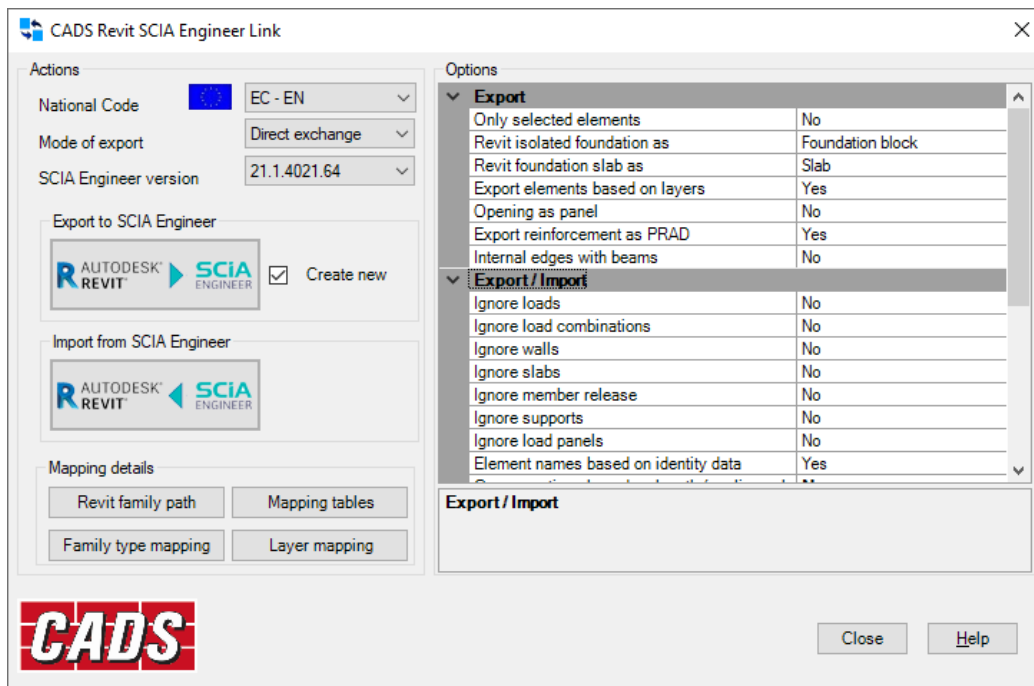 CADS Revit SCIA Engineer Link
Actions
National Code
EC - EN
Mode of export
Direct exchange
SCIA Engineer version
21.1.4021.64
Export to SCIA Engineer
AUTODESK® REVIT®
SCiA ENGINEER
Create new
Import from SCIA Engineer
AUTODESK® REVIT®
SCiA ENGINEER
Mapping details
Revit family path
Mapping tables
Family type mapping
Layer mapping
CADS
Options
Export
Only selected elements No
Revit isolated foundation as Foundation block
Revit foundation slab as Slab
Export elements based on layers Yes
Opening as panel No
Export reinforcement as PRAD Yes
Internal edges with beams No
Export / Import
Ignore loads No
Ignore load combinations No
Ignore walls No
Ignore slabs No
Ignore member release No
Ignore supports No
Ignore load panels No
Element names based on identity data Yes
Export / Import
Close
Help